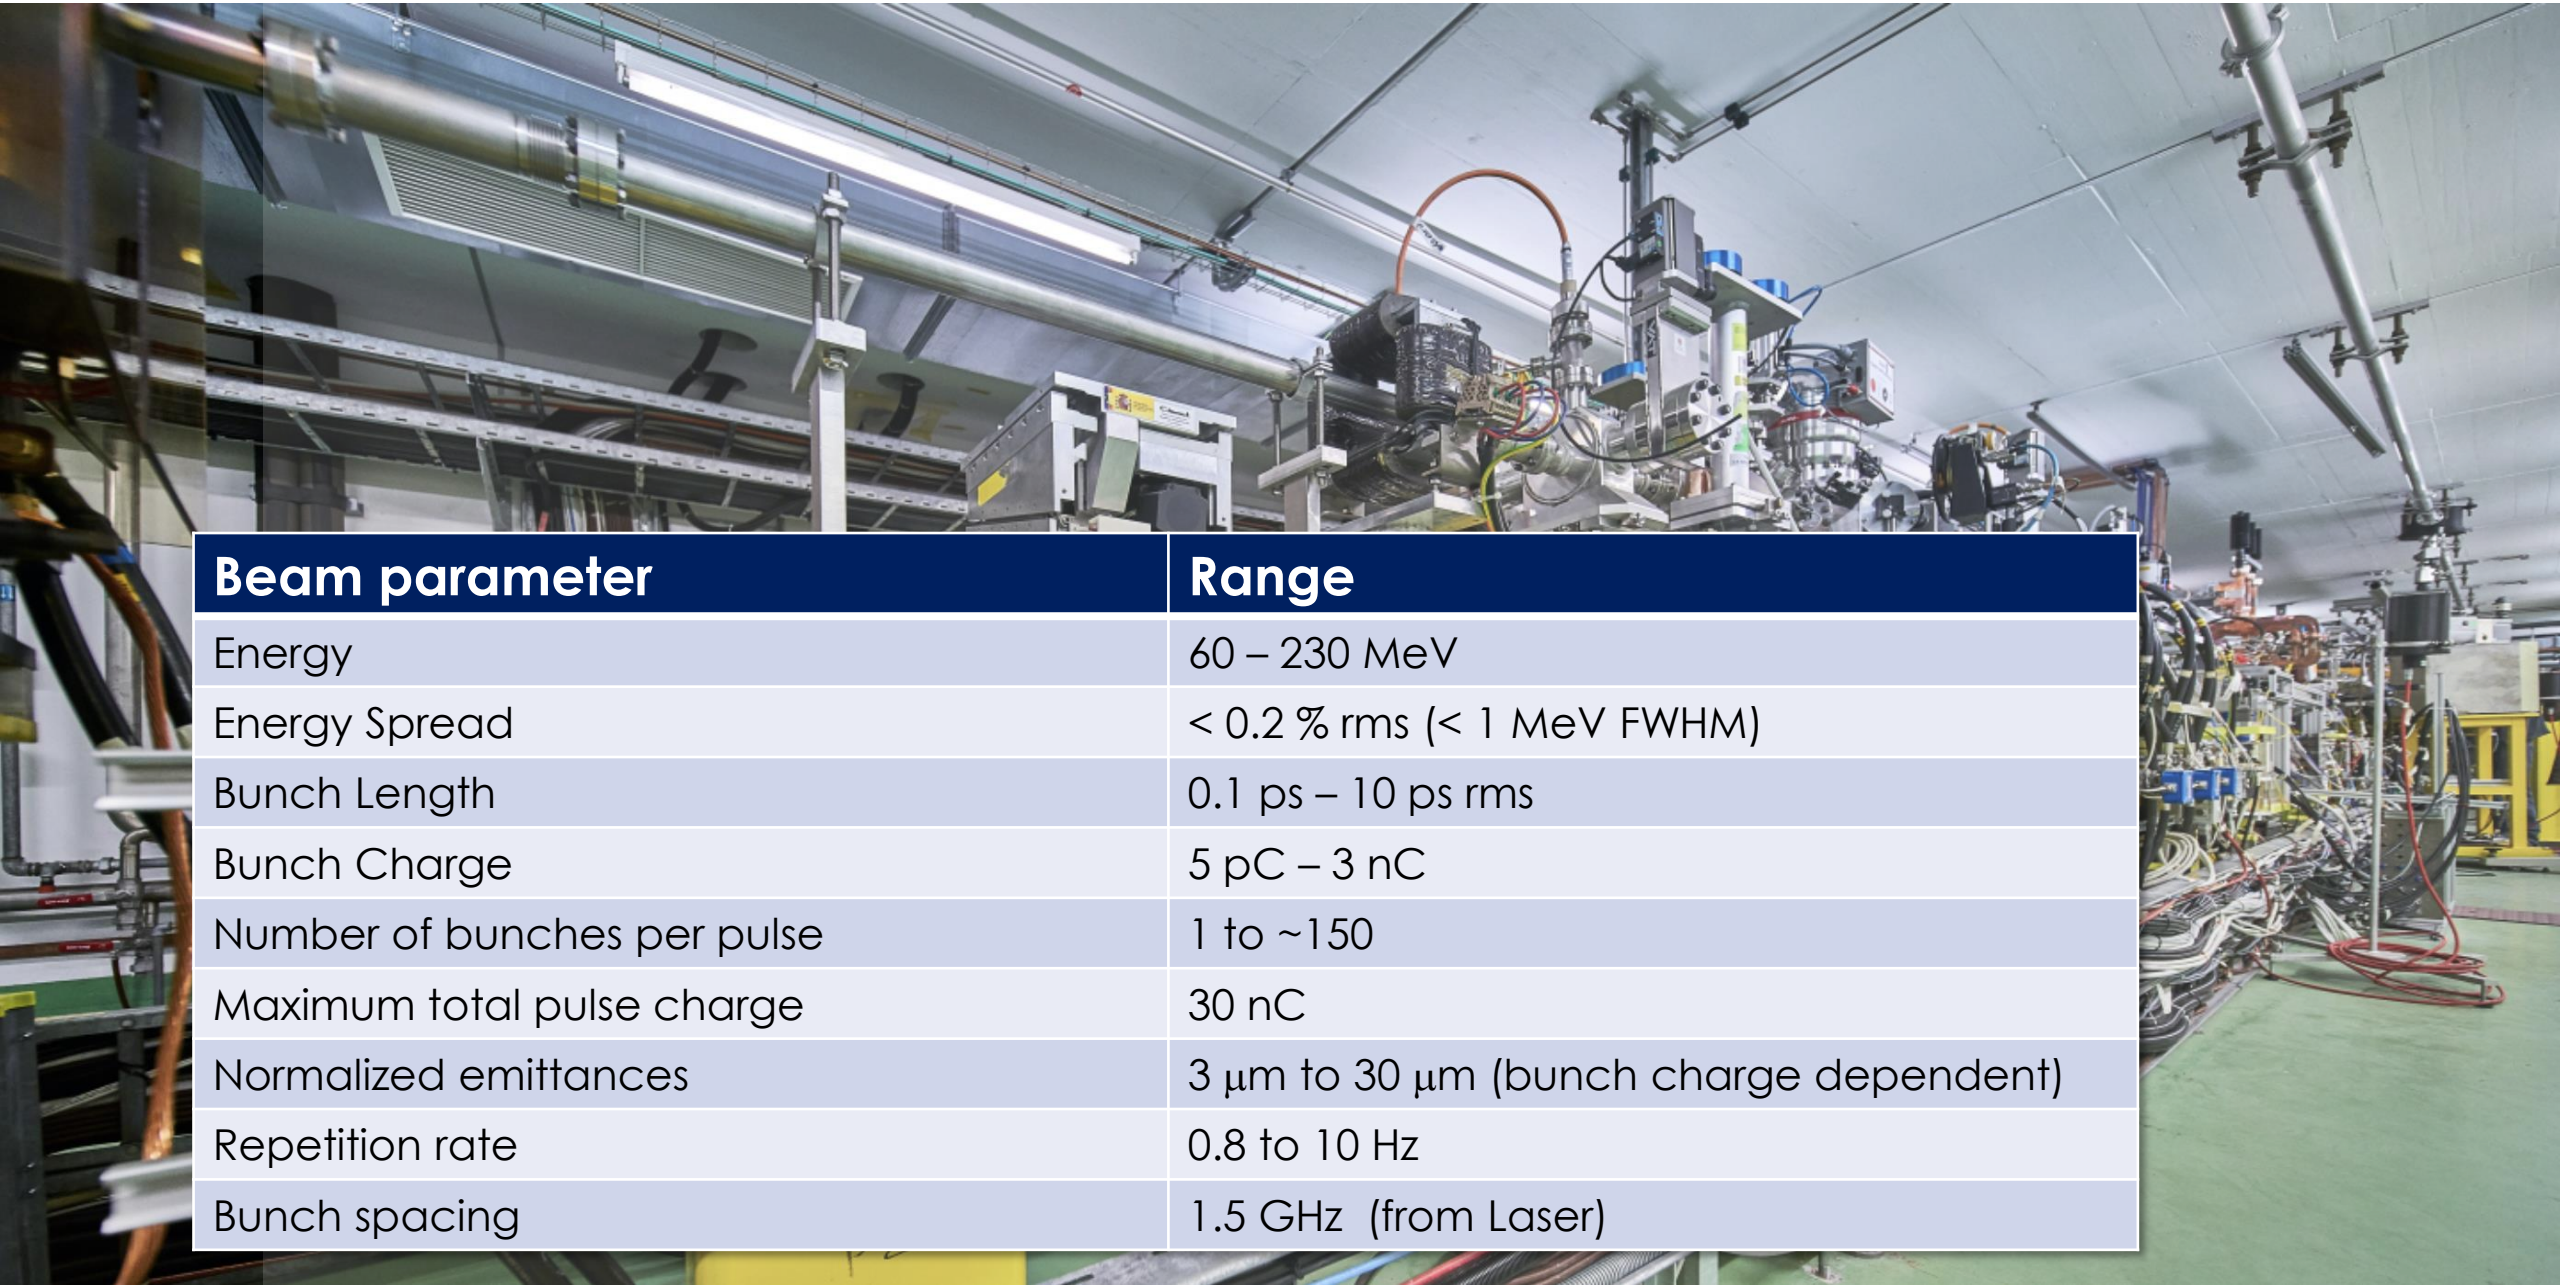 Beam parameter Range
Energy 60 – 230 MeV
Energy Spread < 0.2 % rms (< 1 MeV FWHM)
Bunch Length 0.1 ps – 10 ps rms
Bunch Charge 5 pC – 3 nC
Number of bunches per pulse 1 to ~150
Maximum total pulse charge 30 nC
Normalized emittances 3 μm to 30 μm (bunch charge dependent)
Repetition rate 0.8 to 10 Hz
Bunch spacing 1.5 GHz  (from Laser)